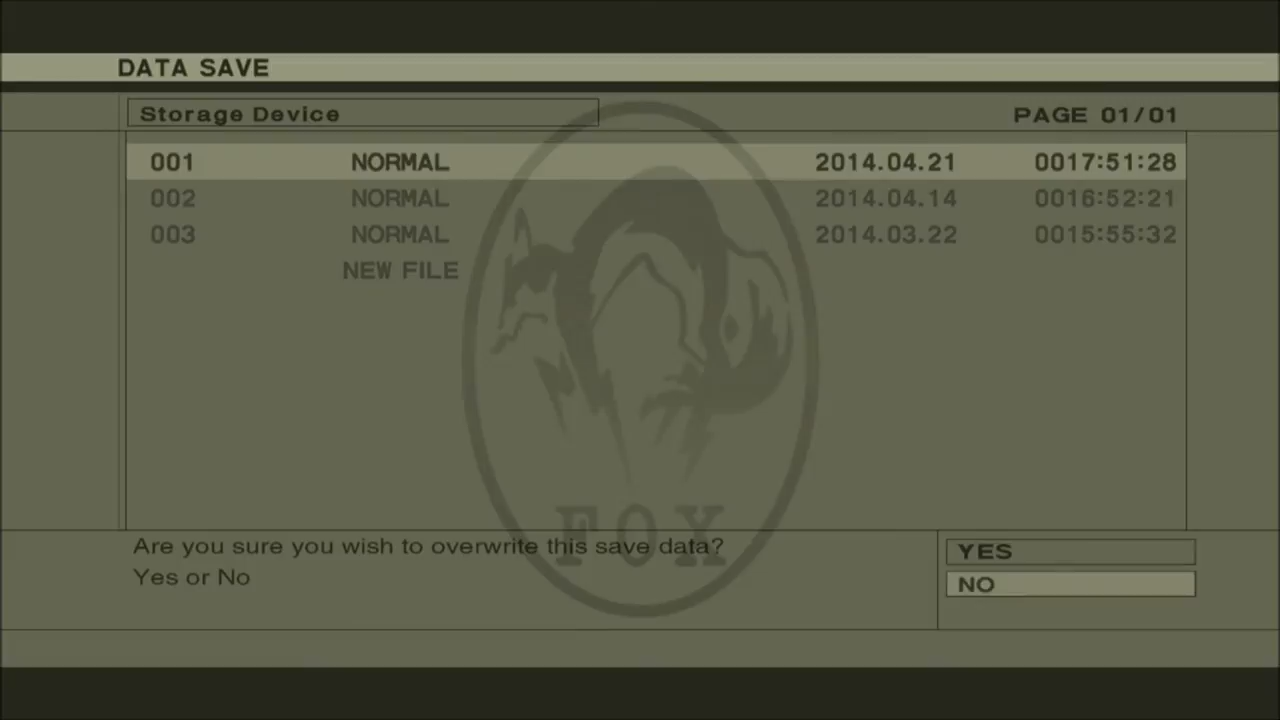 DATA SAVE
Storage Device PAGE 01/01
001 NORMAL 2014.04.21 0017:51:28
002 NORMAL 2014.04.14 0016:52:21
003 NORMAL 2014.03.22 0015:55:32
NEW FILE
FOX
Are you sure you wish to overwrite this save data?
Yes or No
YES
NO